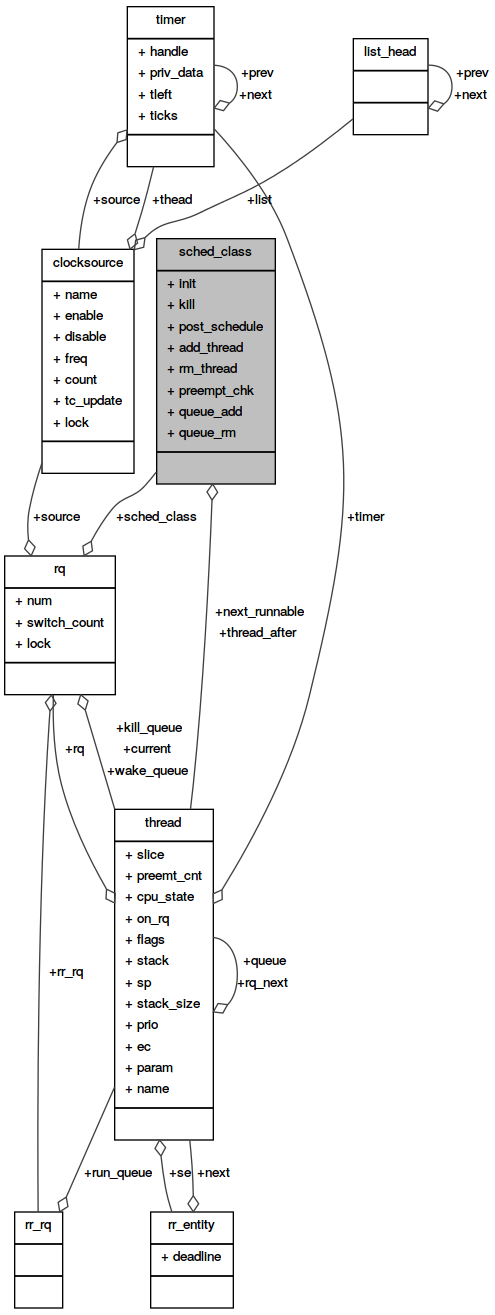 timer
+ handle
+ priv_data
+ tleft
+ ticks
+prev
+next
list_head
+prev
+next
+source
+thead
+list
clocksource
+ name
+ enable
+ disable
+ freq
+ count
+ tc_update
+ lock
sched_class
+ init
+ kill
+ post_schedule
+ add_thread
+ rm_thread
+ preempt_chk
+ queue_add
+ queue_rm
+source
+sched_class
+timer
rq
+ num
+ switch_count
+ lock
+next_runnable
+thread_after
+rq
+kill_queue
+current
+wake_queue
thread
+ slice
+ preemt_cnt
+ cpu_state
+ on_rq
+ flags
+ stack
+ sp
+ stack_size
+ prio
+ ec
+ param
+ name
+queue
+rq_next
+rr_rq
+run_queue
+se
+next
rr_rq
rr_entity
+ deadline